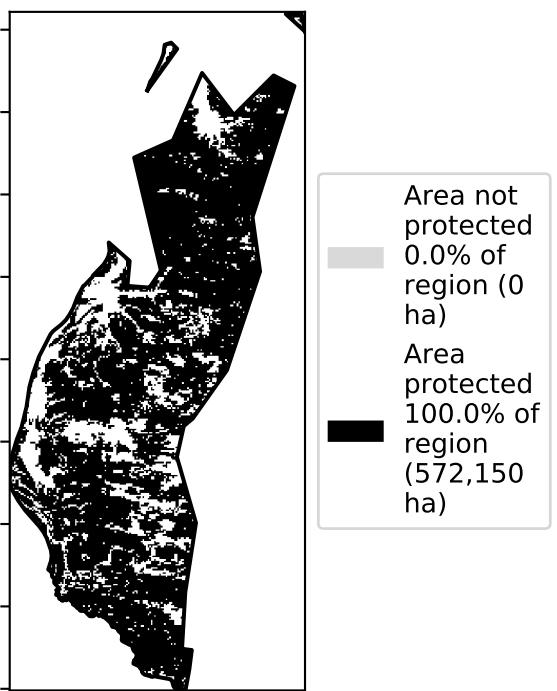 Area not
protected
0.0% of
region (0
ha)
Area
protected
100.0% of
region
(572,150
ha)